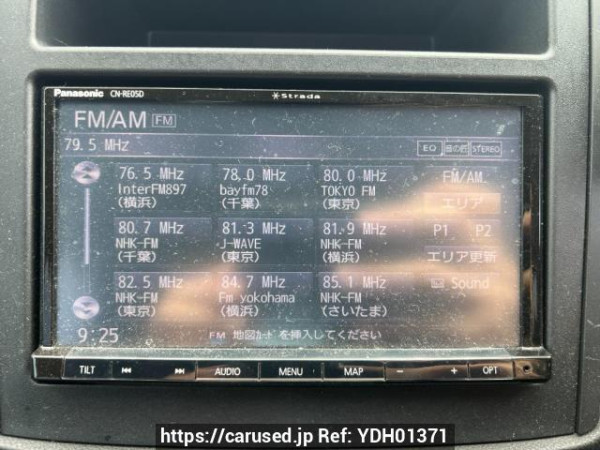 Panasonic CN-RE05D Strada
FM/AM FM
79.5 MHz EQ STEREO
76.5 MHz 78.0 MHz 80.0 MHz FM/AM
InterFM897 bayfm78 TOKYO FM
(横浜) (千葉) (東京) エリア
80.7 MHz 81.3 MHz 81.9 MHz P1 P2
NHK-FM J-WAVE NHK-FM
(千葉) (東京) (横浜) エリア更新
82.5 MHz 84.7 MHz 85.1 MHz Sound
NHK-FM Fm yokohama NHK-FM
(東京) (横浜) (さいたま)
9:25 FM 地図ｶｰﾄﾞを挿入してください
TILT AUDIO MENU MAP − + OPT
https://carused.jp Ref: YDH01371